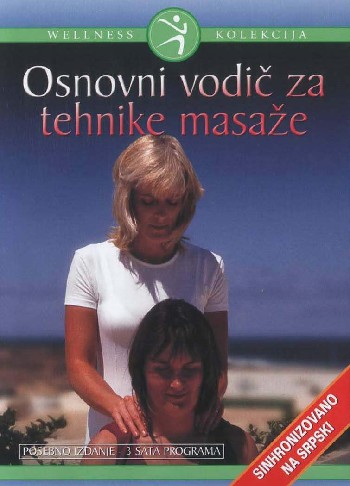 WELLNESS KOLEKCIJA
Osnovni vodič za
tehnike masaže
POSEBNO IZDANJE - 3 SATA PROGRAMA
SINHRONIZOVANO
NA SRPSKI